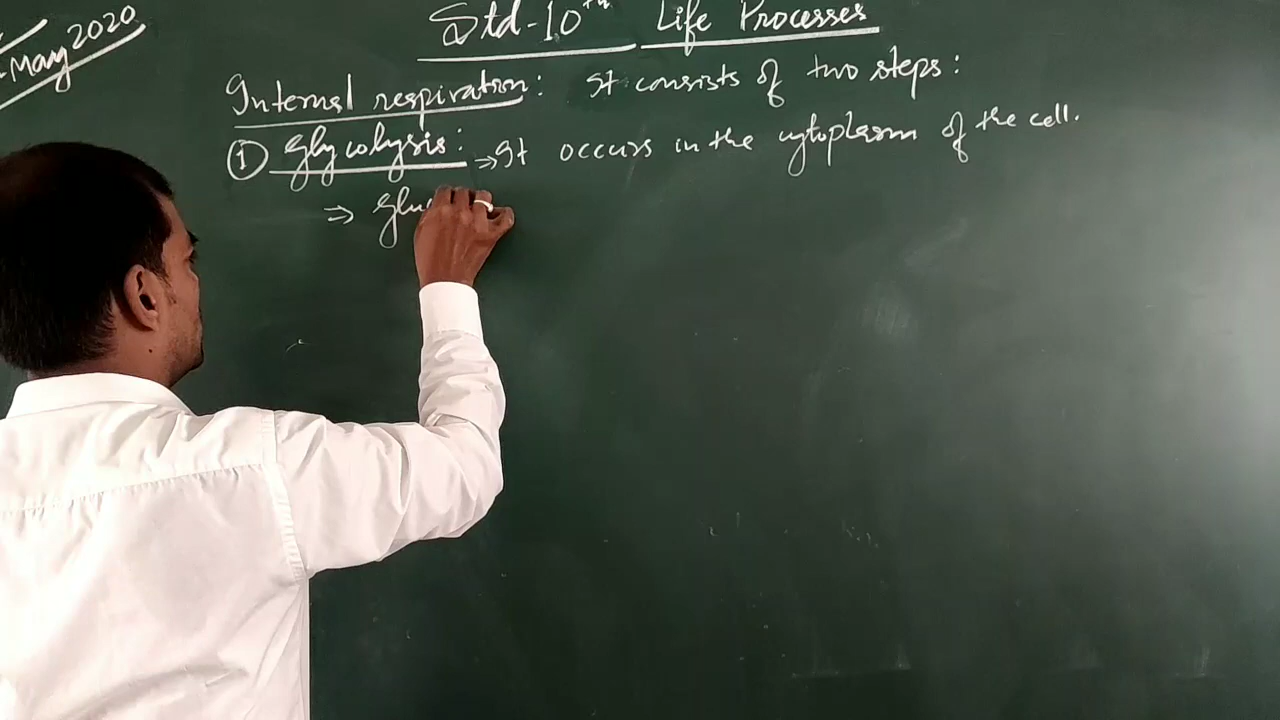 May 2020
Std-10th Life Processes
Internal respiration: It consists of two steps:
① Glycolysis: ⇒ It occurs in the cytoplasm of the cell.
⇒ Glu